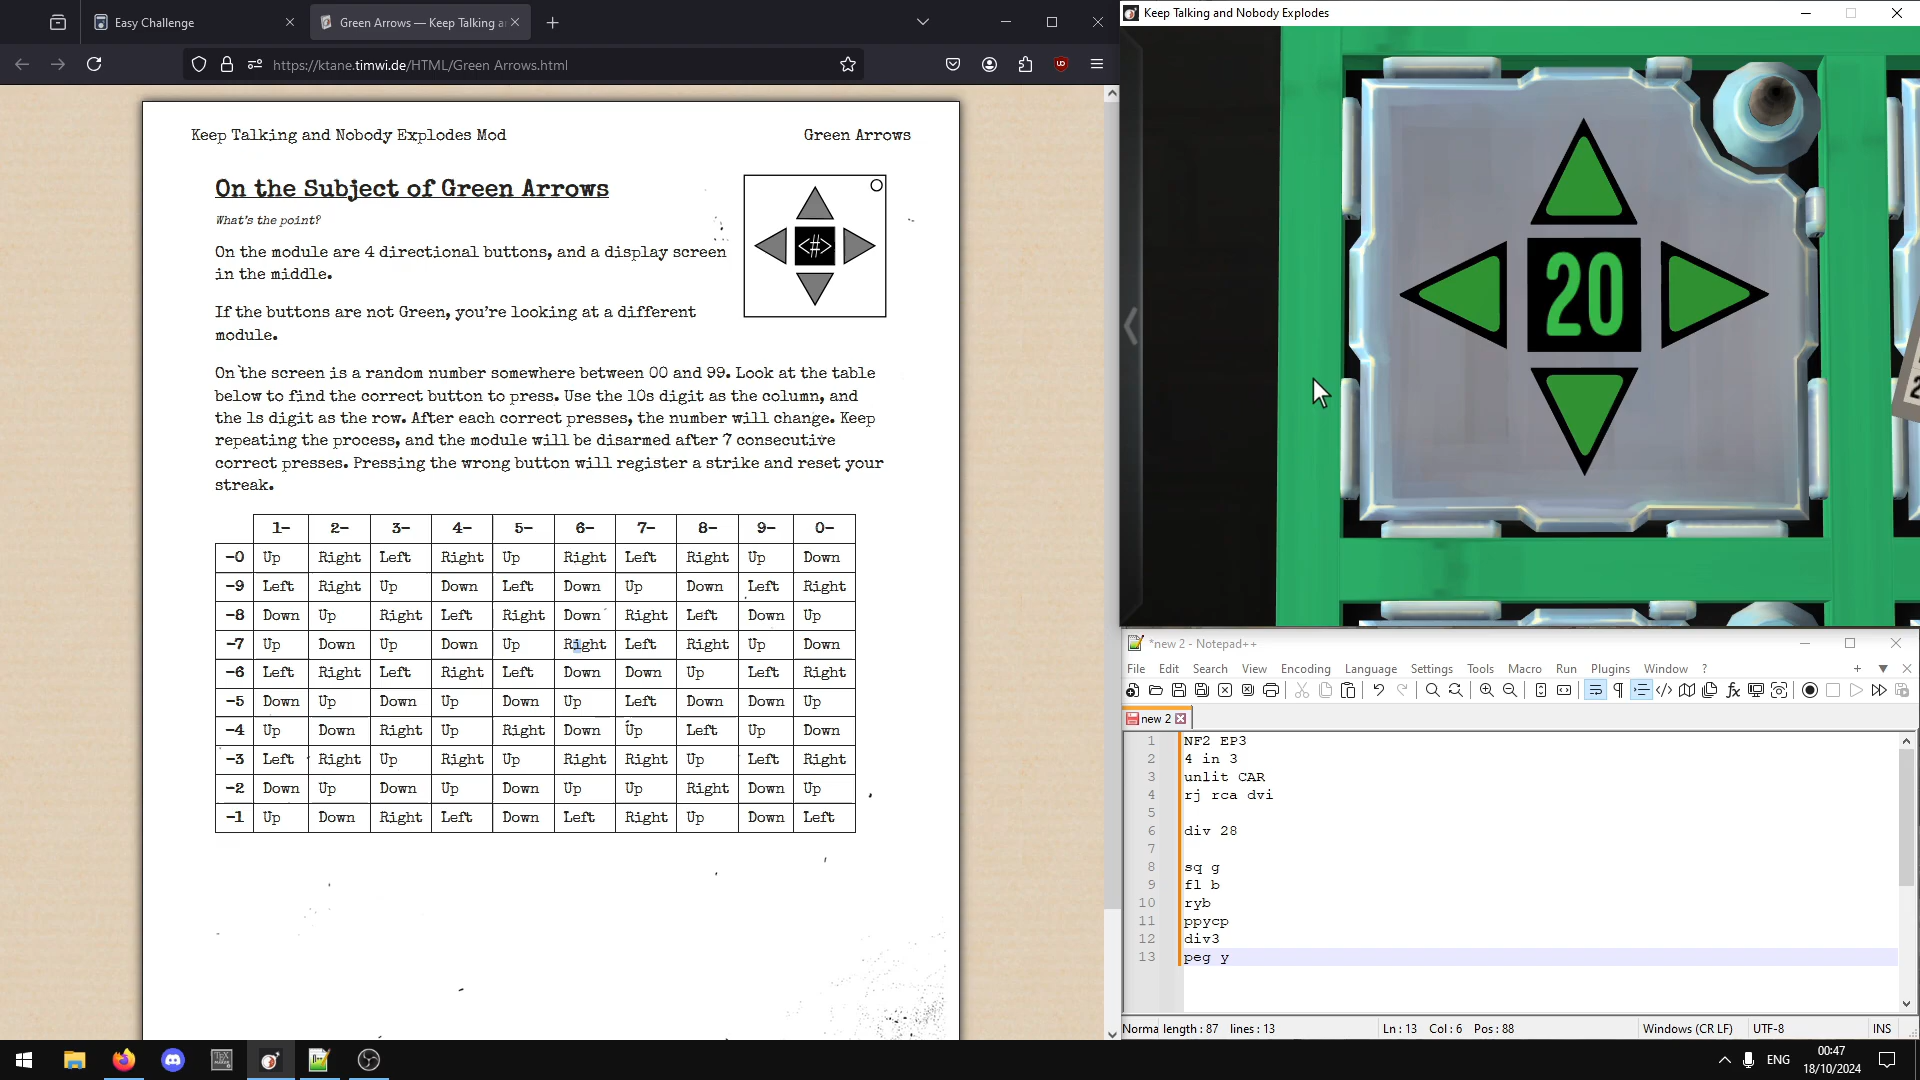 Easy Challenge
Green Arrows — Keep Talking a
https://ktane.timwi.de/HTML/Green Arrows.html
Keep Talking and Nobody Explodes Mod
Green Arrows
On the Subject of Green Arrows
What's the point?
On the module are 4 directional buttons, and a display screen
in the middle.
<#>
If the buttons are not Green, you're looking at a different
module.
On the screen is a random number somewhere between 00 and 99. Look at the table
below to find the correct button to press. Use the 10s digit as the column, and
the 1s digit as the row. After each correct presses, the number will change. Keep
repeating the process, and the module will be disarmed after 7 consecutive
correct presses. Pressing the wrong button will register a strike and reset your
streak.
1- 2- 3- 4- 5- 6- 7- 8- 9- 0-
-0 Up Right Left Right Up Right Left Right Up Down
-9 Left Right Up Down Left Down Up Down Left Right
-8 Down Up Right Left Right Down Right Left Down Up
-7 Up Down Up Down Up Right Left Right Up Down
-6 Left Right Left Right Left Down Down Up Left Right
-5 Down Up Down Up Down Up Left Down Down Up
-4 Up Down Right Up Right Down Up Left Up Down
-3 Left Right Up Right Up Right Right Up Left Right
-2 Down Up Down Up Down Up Up Right Down Up
-1 Up Down Right Left Down Left Right Up Down Left
Keep Talking and Nobody Explodes
20
*new 2 - Notepad++
File Edit Search View Encoding Language Settings Tools Macro Run Plugins Window ?
new 2
1 NF2 EP3
2 4 in 3
3 unlit CAR
4 rj rca dvi
5
6 div 28
7
8 sq g
9 fl b
10 ryb
11 ppycp
12 div3
13 peg y
Norma length : 87 lines : 13 Ln : 13 Col : 6 Pos : 88 Windows (CR LF) UTF-8 INS
ENG
00:47
18/10/2024